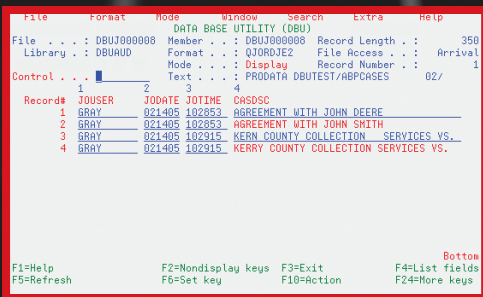 File Format Mode Window Search Extra Help
DATA BASE UTILITY (DBU)
File . . . : DBUJ000008 Member . . : DBUJ000008 Record Length . : 350
Library . : DBUAUD Format . . : QJORDJE2 File Access . . : Arrival
Mode . . . : Display Record Number . : 1
Control . . . Text . . . : PRODATA DBUTEST/ABPCASES 02/
1 2 3 4
Record# JOUSER JODATE JOTIME CASDSC
1 GRAY 021405 102853 AGREEMENT WITH JOHN DEERE
2 GRAY 021405 102853 AGREEMENT WITH JOHN SMITH
3 GRAY 021405 102915 KERN COUNTY COLLECTION SERVICES VS.
4 GRAY 021405 102915 KERRY COUNTY COLLECTION SERVICES VS.
Bottom
F1=Help F2=Nondisplay keys F3=Exit F4=List fields
F5=Refresh F6=Set key F10=Action F24=More keys